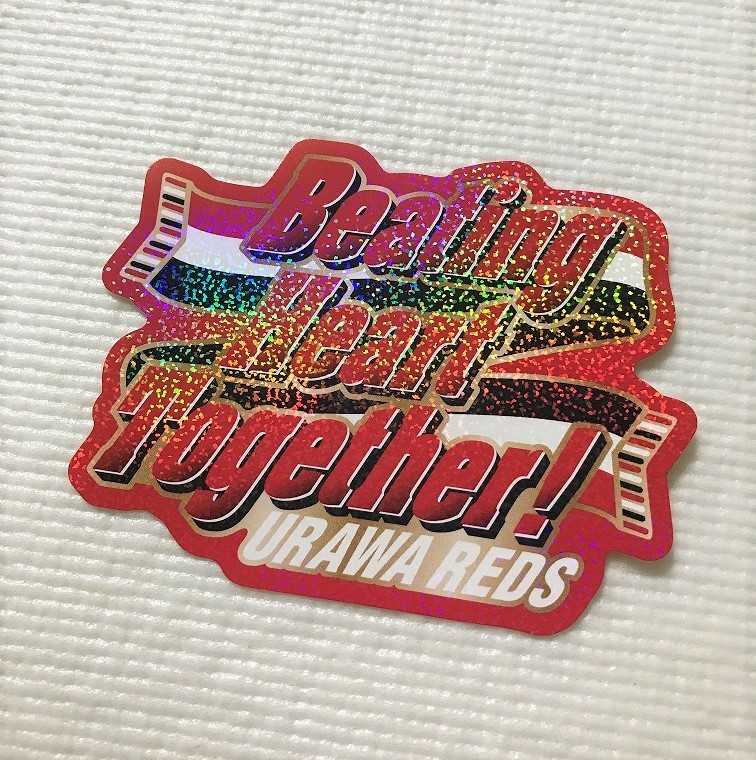 Beating
Heart
Together!
URAWA REDS